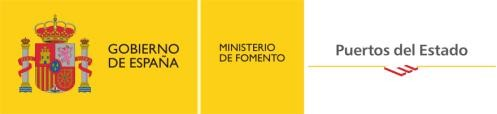 GOBIERNO
DE ESPAÑA
MINISTERIO
DE FOMENTO
Puertos del Estado